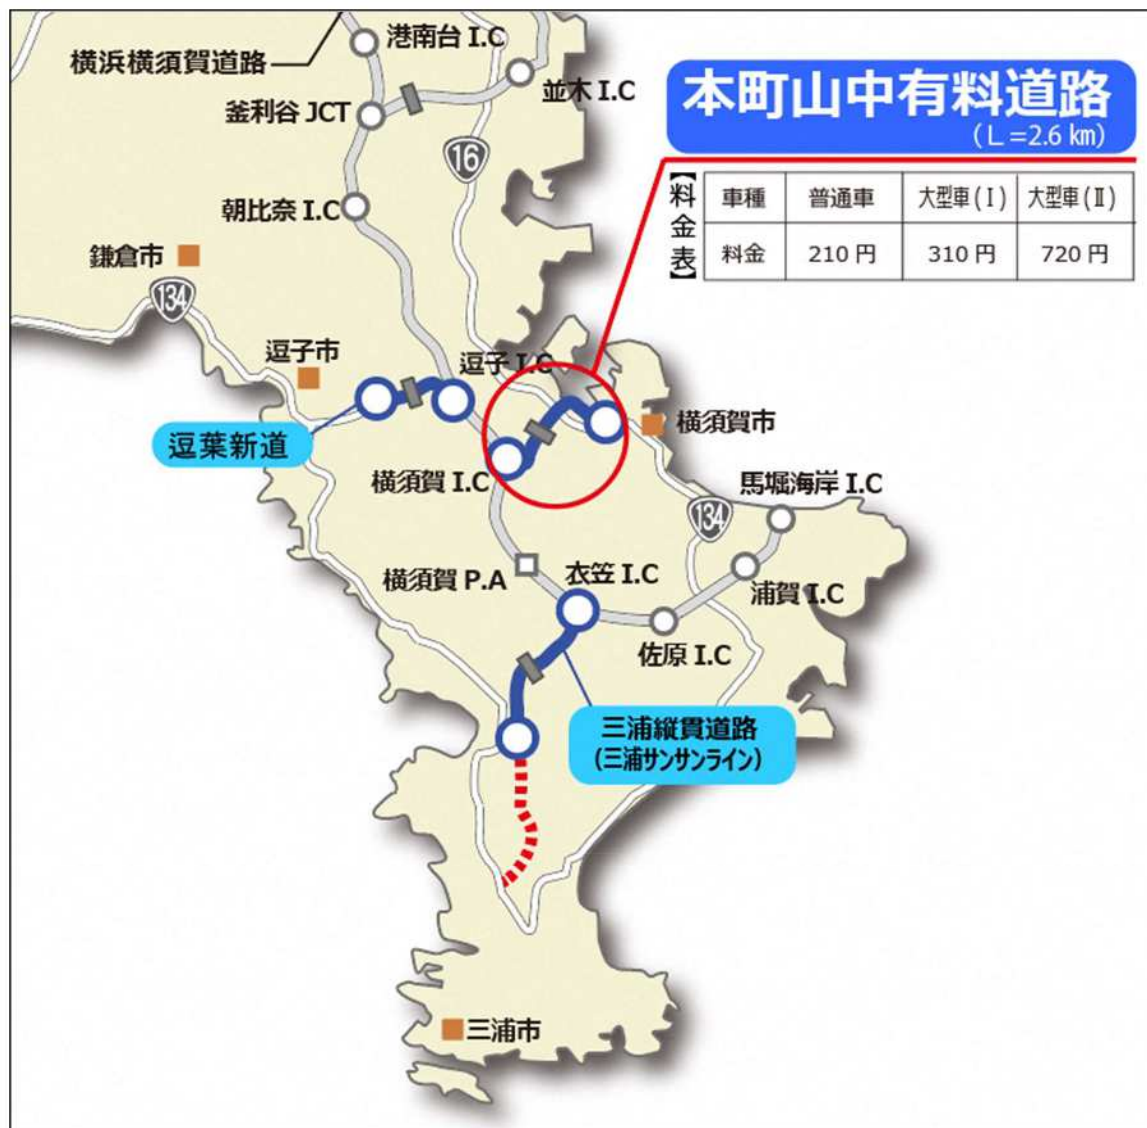 横浜横須賀道路
港南台 I.C
並木 I.C
釜利谷 JCT
16
朝比奈 I.C
鎌倉市
134
逗子市
逗子 I.C
逗葉新道
横須賀 I.C
横須賀市
馬堀海岸 I.C
134
横須賀 P.A
衣笠 I.C
浦賀 I.C
佐原 I.C
三浦縦貫道路
(三浦サンサンライン)
三浦市
本町山中有料道路
(L=2.6 km)
【料金表】
車種 普通車 大型車(Ⅰ) 大型車(Ⅱ)
料金 210 円 310 円 720 円